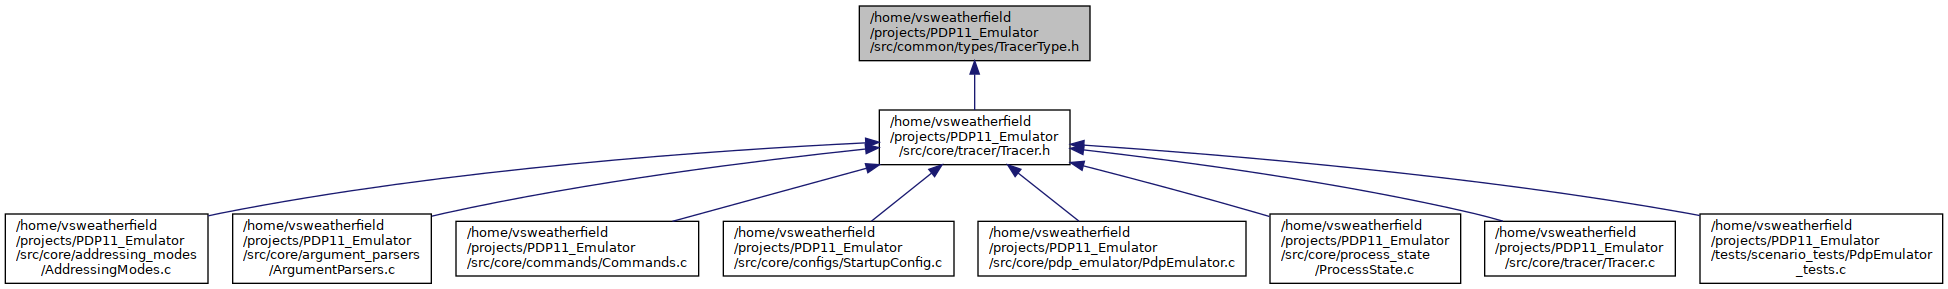 /home/vsweatherfield
/projects/PDP11_Emulator
/src/common/types/TracerType.h
/home/vsweatherfield
/projects/PDP11_Emulator
/src/core/tracer/Tracer.h
/home/vsweatherfield
/projects/PDP11_Emulator
/src/core/addressing_modes
/AddressingModes.c
/home/vsweatherfield
/projects/PDP11_Emulator
/src/core/argument_parsers
/ArgumentParsers.c
/home/vsweatherfield
/projects/PDP11_Emulator
/src/core/commands/Commands.c
/home/vsweatherfield
/projects/PDP11_Emulator
/src/core/configs/StartupConfig.c
/home/vsweatherfield
/projects/PDP11_Emulator
/src/core/pdp_emulator/PdpEmulator.c
/home/vsweatherfield
/projects/PDP11_Emulator
/src/core/process_state
/ProcessState.c
/home/vsweatherfield
/projects/PDP11_Emulator
/src/core/tracer/Tracer.c
/home/vsweatherfield
/projects/PDP11_Emulator
/tests/scenario_tests/PdpEmulator
_tests.c